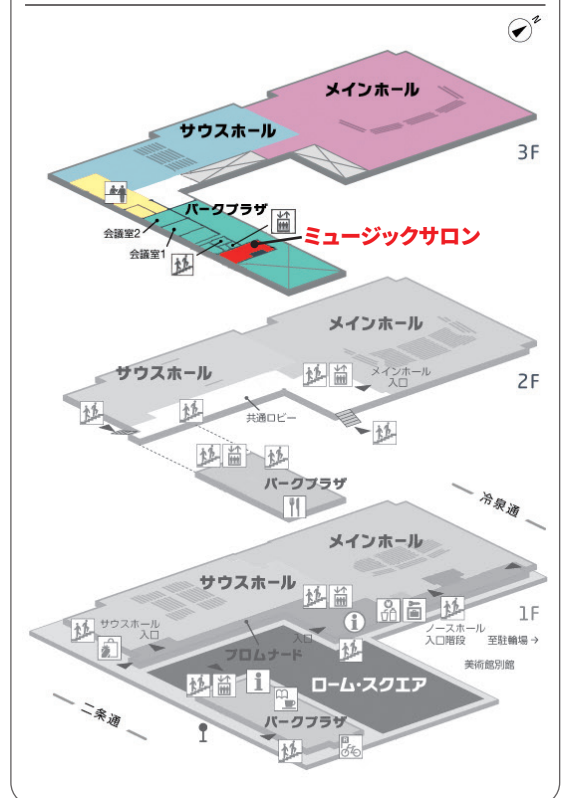 N
メインホール
サウスホール
3F
パークプラザ
会議室2
会議室1
ミュージックサロン
メインホール
サウスホール
メインホール
入口
2F
共通ロビー
パークプラザ
冷泉通
メインホール
サウスホール
サウスホール
入口
1F
ノースホール
入口階段
至駐輪場→
入口
プロムナード
美術館別館
ローム・スクエア
二条通
パークプラザ